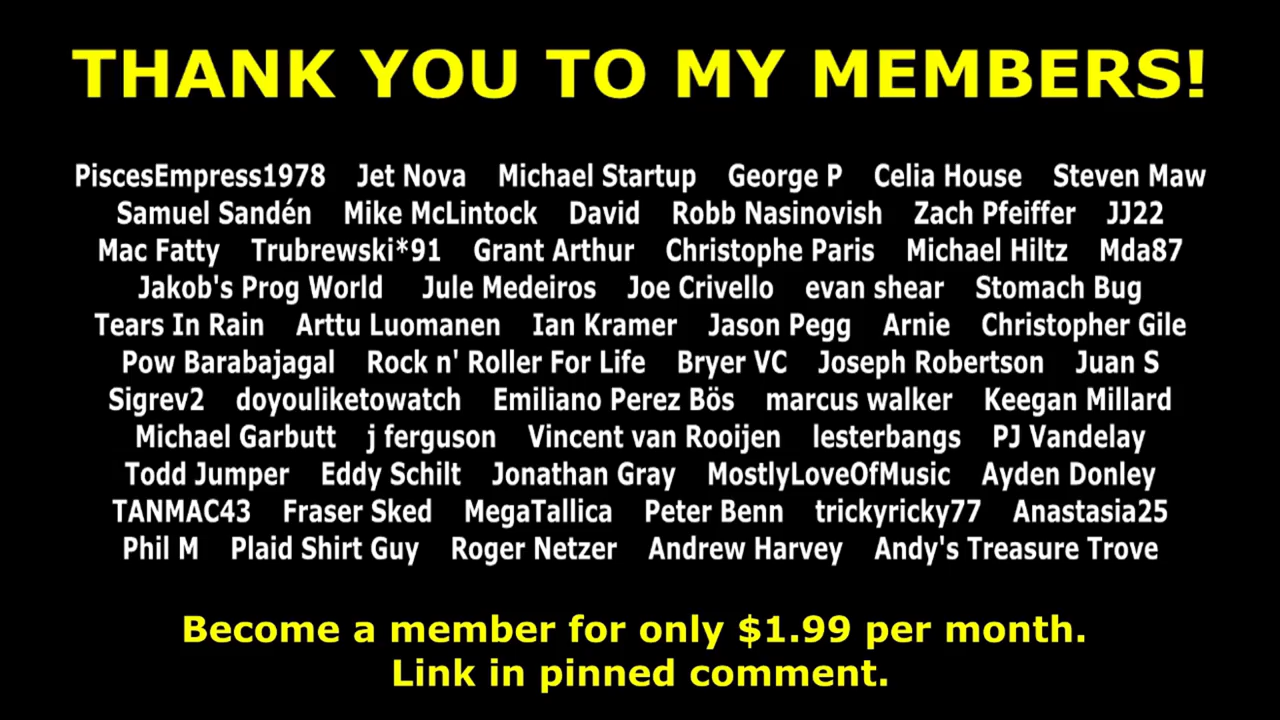 THANK YOU TO MY MEMBERS!
PiscesEmpress1978 Jet Nova Michael Startup George P Celia House Steven Maw
Samuel Sandén Mike McLintock David Robb Nasinovish Zach Pfeiffer JJ22
Mac Fatty Trubrewski*91 Grant Arthur Christophe Paris Michael Hiltz Mda87
Jakob's Prog World Jule Medeiros Joe Crivello evan shear Stomach Bug
Tears In Rain Arttu Luomanen Ian Kramer Jason Pegg Arnie Christopher Gile
Pow Barabajagal Rock n' Roller For Life Bryer VC Joseph Robertson Juan S
Sigrev2 doyouliketowatch Emiliano Perez Bös marcus walker Keegan Millard
Michael Garbutt j ferguson Vincent van Rooijen lesterbangs PJ Vandelay
Todd Jumper Eddy Schilt Jonathan Gray MostlyLoveOfMusic Ayden Donley
TANMAC43 Fraser Sked MegaTallica Peter Benn trickyricky77 Anastasia25
Phil M Plaid Shirt Guy Roger Netzer Andrew Harvey Andy's Treasure Trove
Become a member for only $1.99 per month.
Link in pinned comment.